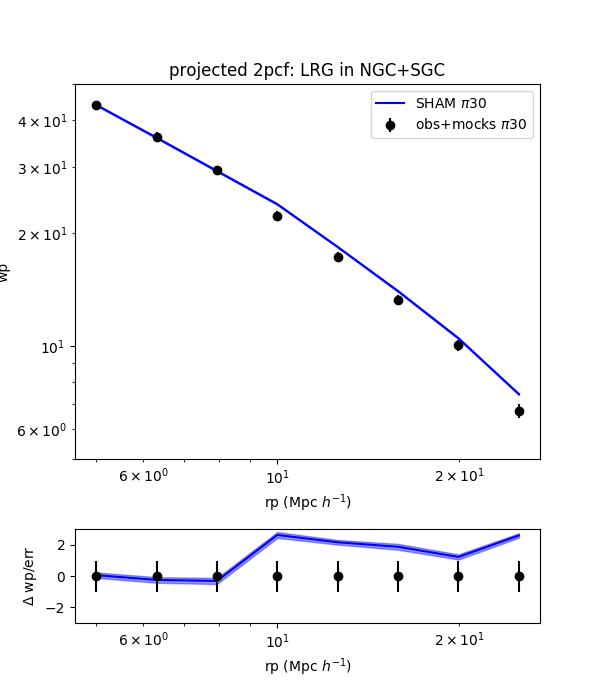 projected 2pcf: LRG in NGC+SGC
SHAM π30
obs+mocks π30
4 × 10¹
3 × 10¹
2 × 10¹
10¹
6 × 10⁰
wp
6 × 10⁰
10¹
2 × 10¹
rp (Mpc h⁻¹)
2
0
−2
Δ wp/err
6 × 10⁰
10¹
2 × 10¹
rp (Mpc h⁻¹)